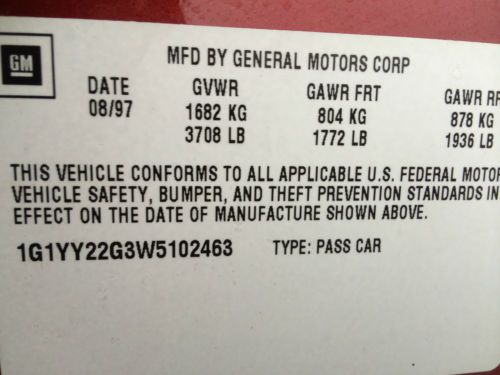 GM
MFD BY GENERAL MOTORS CORP
DATE GVWR GAWR FRT GAWR RR
08/97 1682 KG 804 KG 878 KG
3708 LB 1772 LB 1936 LB
THIS VEHICLE CONFORMS TO ALL APPLICABLE U.S. FEDERAL MOTOR
VEHICLE SAFETY, BUMPER, AND THEFT PREVENTION STANDARDS IN
EFFECT ON THE DATE OF MANUFACTURE SHOWN ABOVE.
1G1YY22G3W5102463 TYPE: PASS CAR